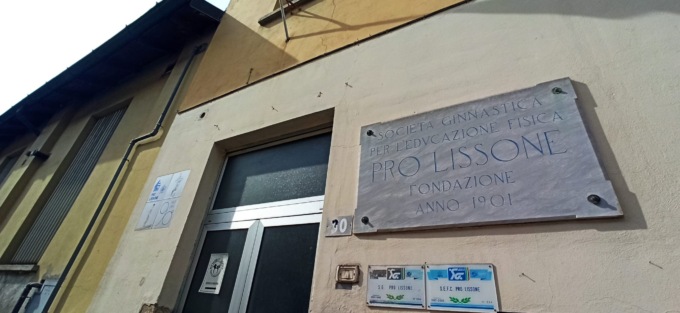 SOCIETÀ GINNASTICA
PER L'EDUCAZIONE FISICA
PRO LISSONE
FONDAZIONE
ANNO 1901
20
S.G. PRO LISSONE
G.E.F.C. PRO LISSONE